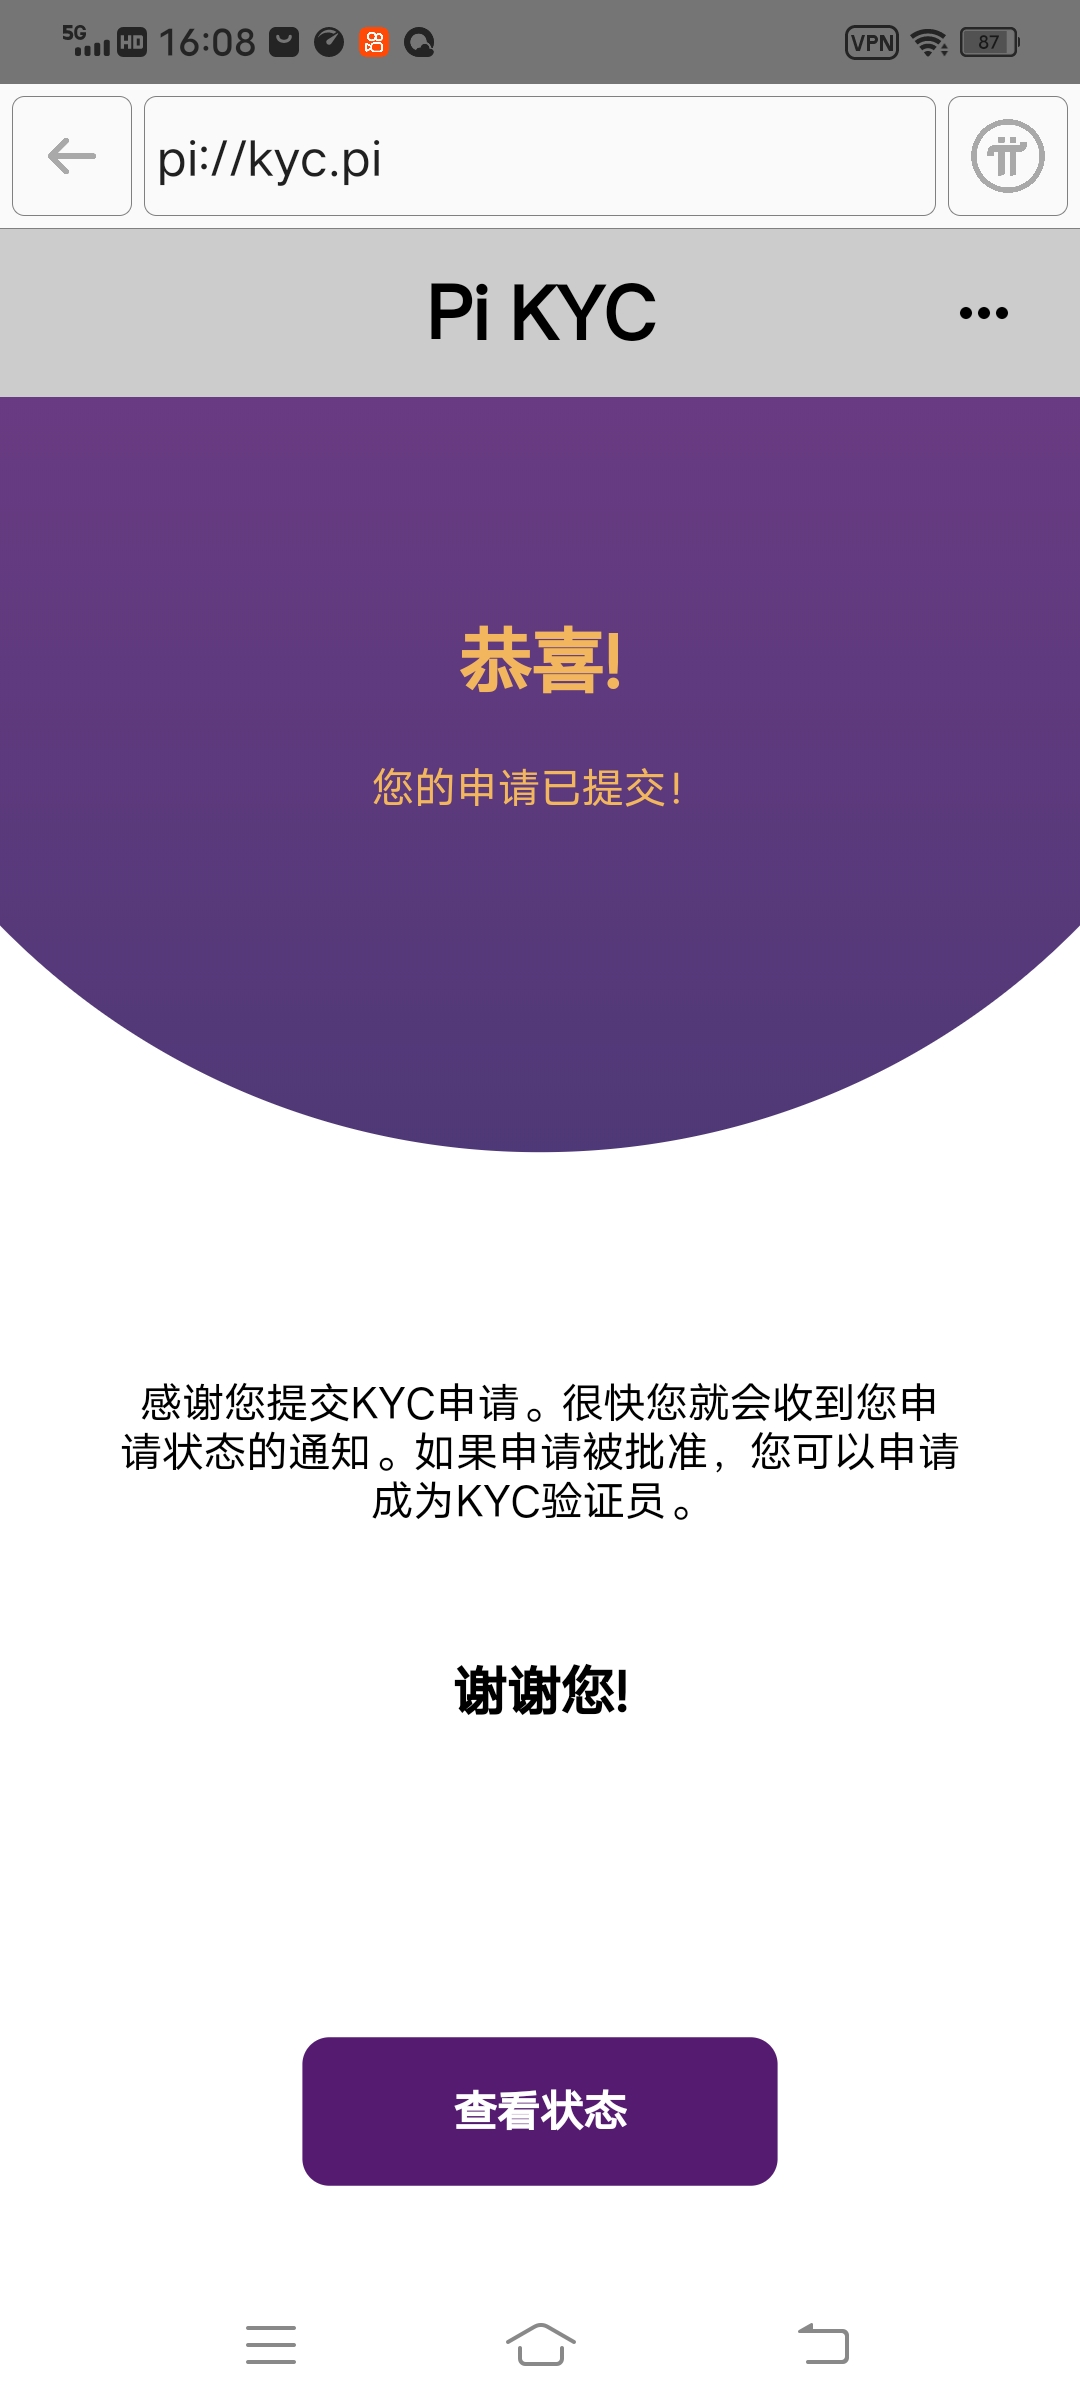 5G HD 16:08 VPN 87
pi://kyc.pi
Pi KYC
恭喜!
您的申请已提交!
感谢您提交KYC申请。很快您就会收到您申
请状态的通知。如果申请被批准，您可以申请
成为KYC验证员。
谢谢您!
查看状态